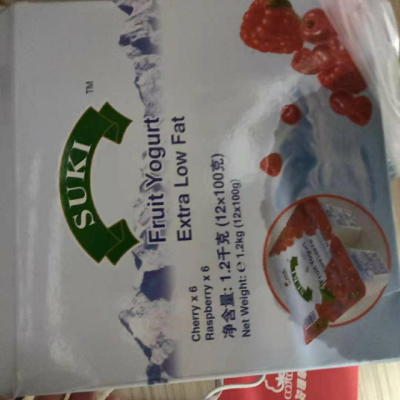 SUKI
TM
Fruit Yogurt
Extra Low Fat
Cherry x 6
Raspberry x 6
净含量: 1.2千克 (12×100克)
Net Weight: ℮ 1.2kg (12x100g)
SUKI